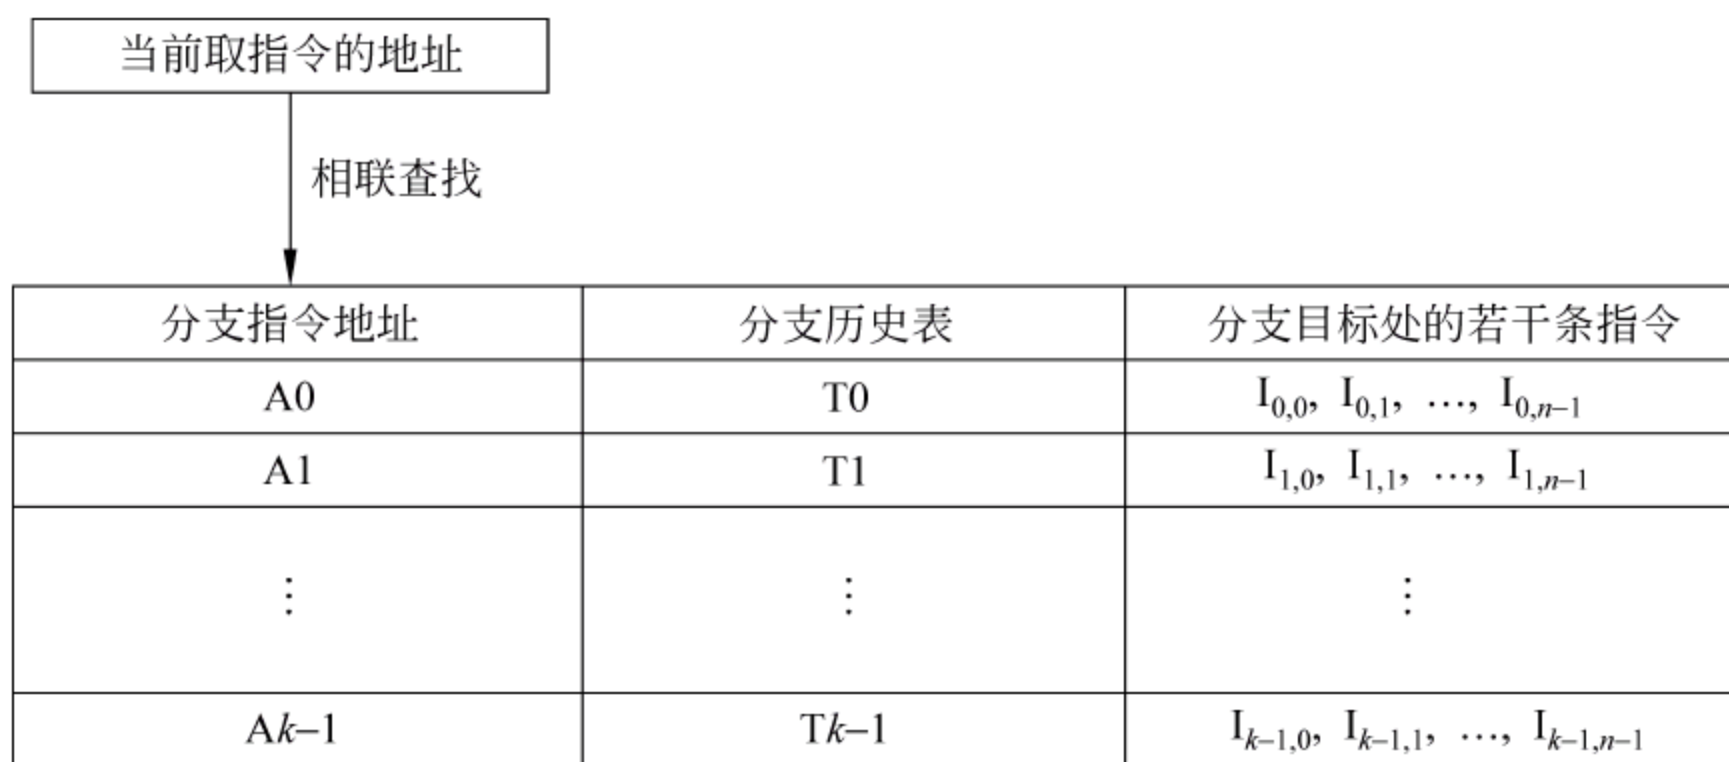 当前取指令的地址
相联查找
分支指令地址 分支历史表 分支目标处的若干条指令
A0 T0 I0,0, I0,1, …, I0,n−1
A1 T1 I1,0, I1,1, …, I1,n−1
⋮ ⋮ ⋮
Ak−1 Tk−1 Ik−1,0, Ik−1,1, …, Ik−1,n−1